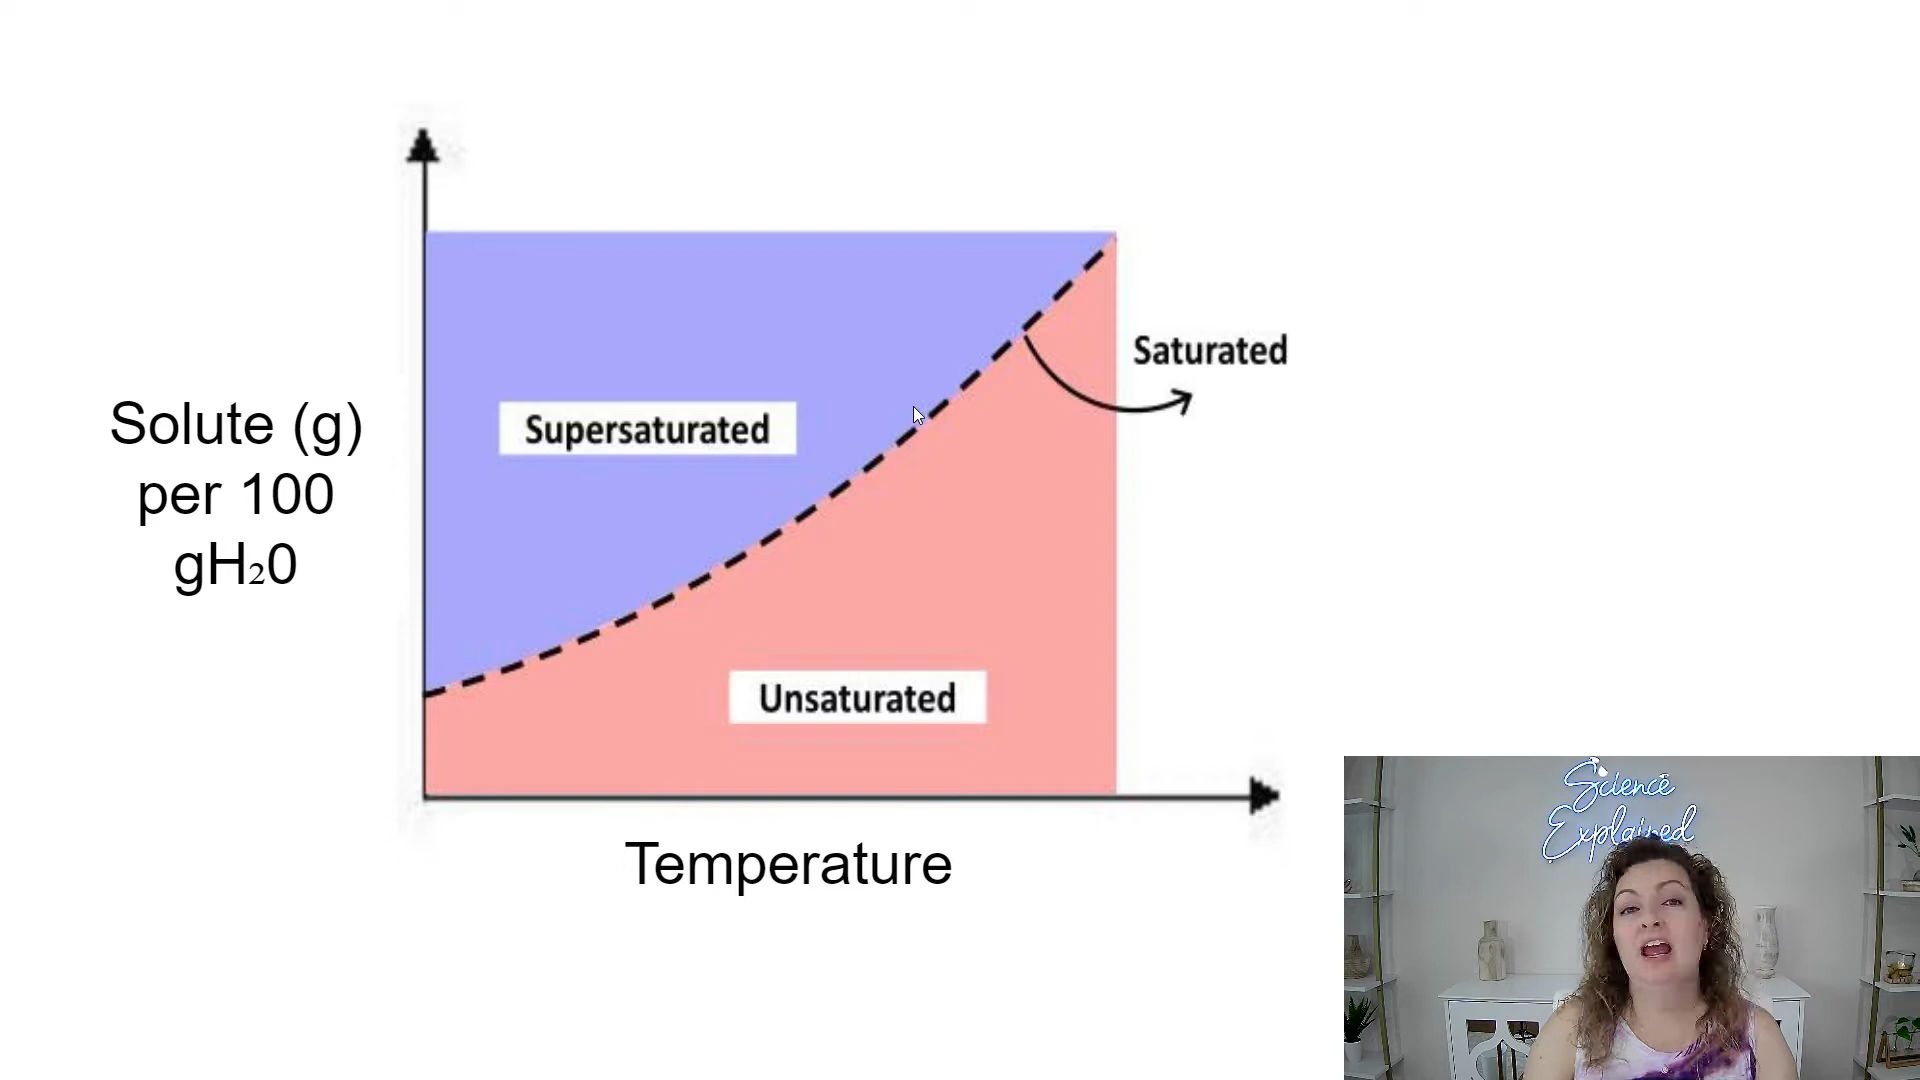 Saturated
Supersaturated
Solute (g)
per 100
gH₂0
Unsaturated
Temperature
Science
Explained